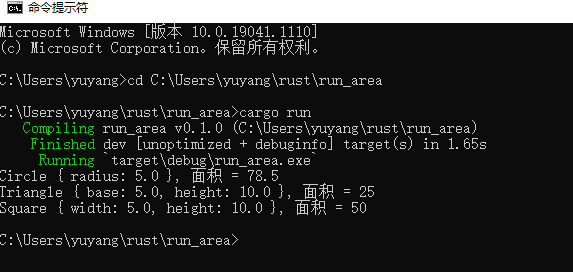 命令提示符
Microsoft Windows [版本 10.0.19041.1110]
(c) Microsoft Corporation。保留所有权利。
C:\Users\yuyang>cd C:\Users\yuyang\rust\run_area
C:\Users\yuyang\rust\run_area>cargo run
Compiling run_area v0.1.0 (C:\Users\yuyang\rust\run_area)
Finished dev [unoptimized + debuginfo] target(s) in 1.65s
Running `target\debug\run_area.exe`
Circle { radius: 5.0 }, 面积 = 78.5
Triangle { base: 5.0, height: 10.0 }, 面积 = 25
Square { width: 5.0, height: 10.0 }, 面积 = 50
C:\Users\yuyang\rust\run_area>